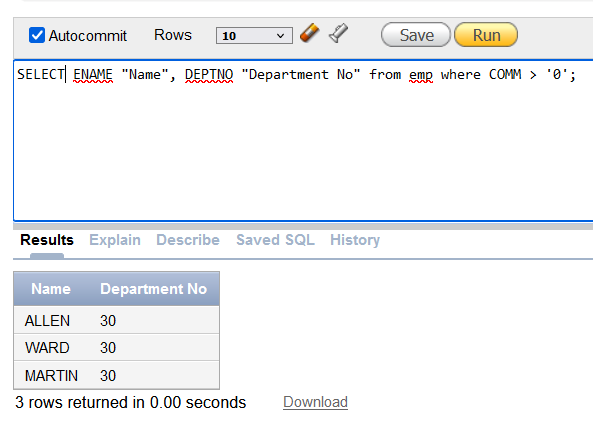 Autocommit Rows 10 Save Run
SELECT ENAME "Name", DEPTNO "Department No" from emp where COMM > '0';
Results Explain Describe Saved SQL History
Name Department No
ALLEN 30
WARD 30
MARTIN 30
3 rows returned in 0.00 seconds Download